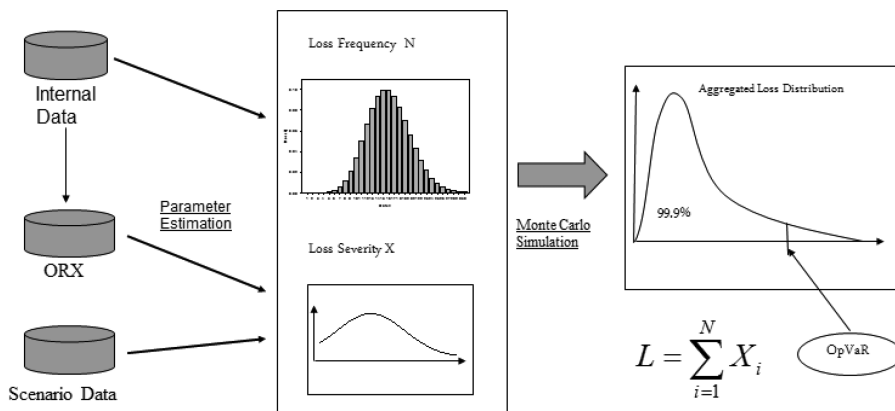 Internal
Data
ORX
Scenario Data
Parameter
Estimation
Loss Frequency N
Loss Severity X
Monte Carlo
Simulation
Aggregated Loss Distribution
99.9%
OpVaR
L = \sum_{i=1}^{N} X_i